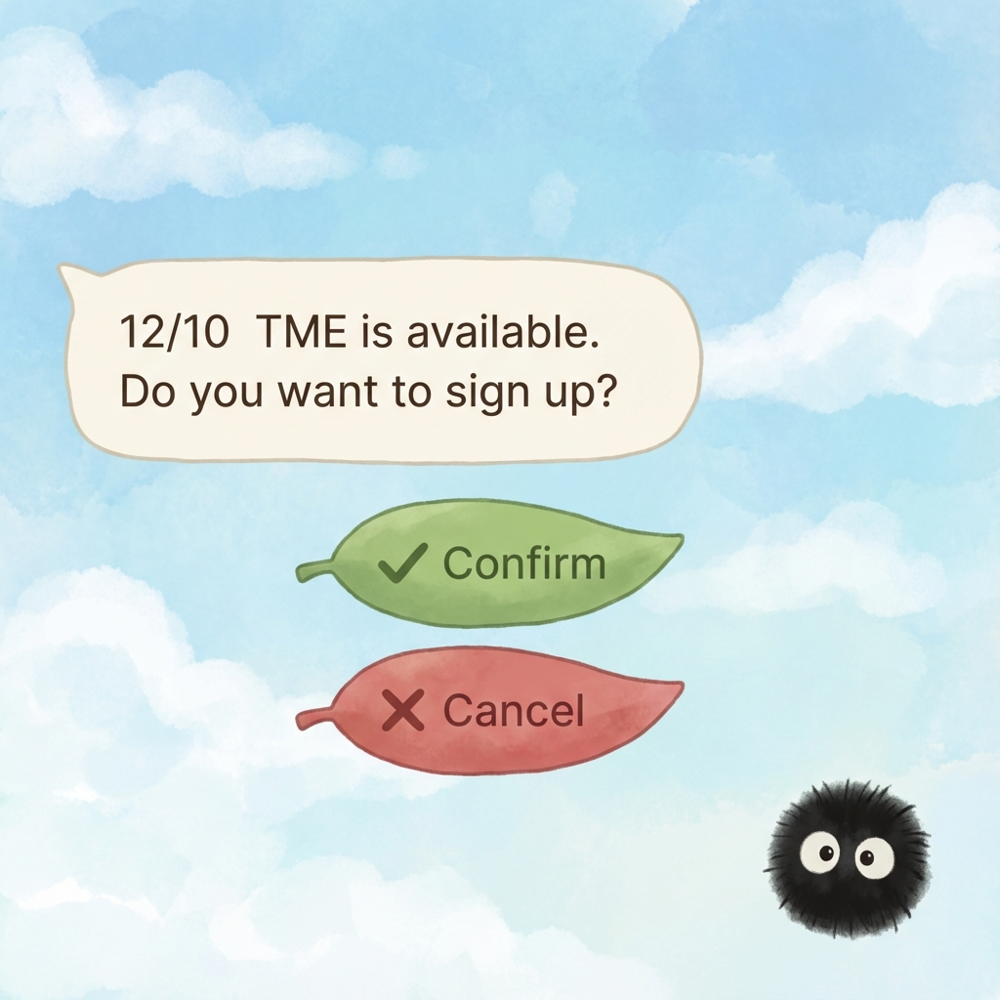 12/10 TME is available.
Do you want to sign up?
✓ Confirm
✕ Cancel